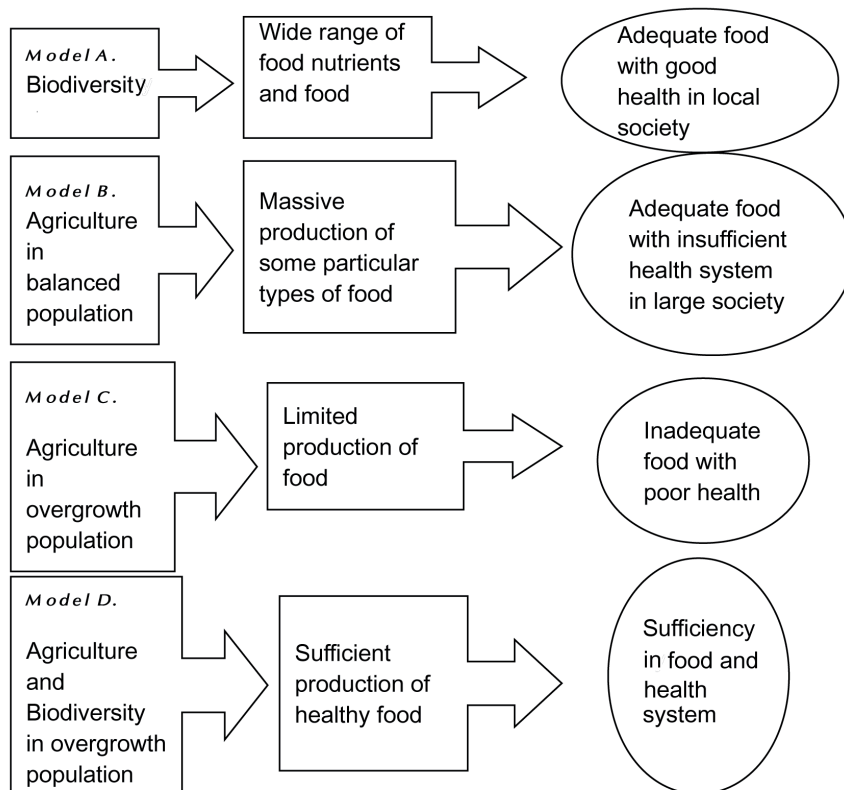 Model A.
Biodiversity
Wide range of
food nutrients
and food
Adequate food
with good
health in local
society
Model B.
Agriculture
in
balanced
population
Massive
production of
some particular
types of food
Adequate food
with insufficient
health system
in large society
Model C.
Agriculture
in
overgrowth
population
Limited
production of
food
Inadequate
food with
poor health
Model D.
Agriculture
and
Biodiversity
in overgrowth
population
Sufficient
production of
healthy food
Sufficiency
in food and
health
system